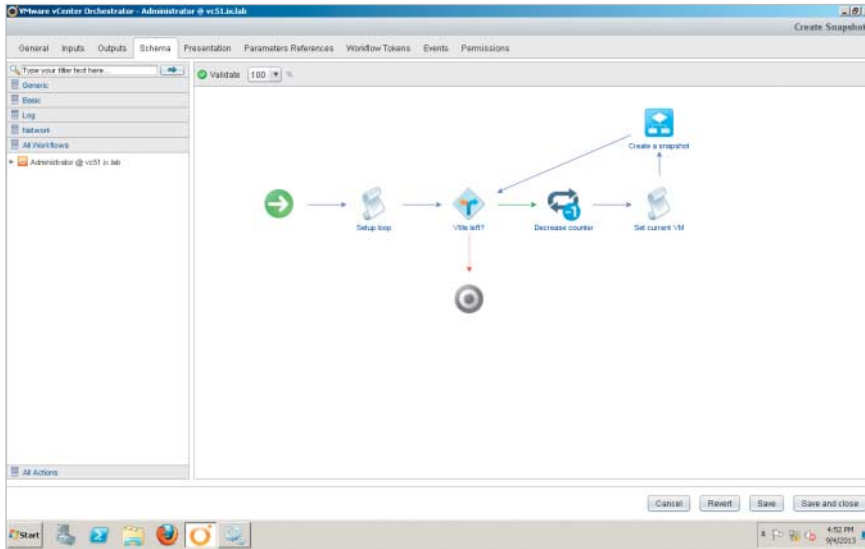 VMware vCenter Orchestrator - Administrator @ vc51.ix.lab
Create Snapshot
General Inputs Outputs Schema Presentation Parameters References Workflow Tokens Events Permissions
Type your filter text here...
Validate 100 %
Generic
Basic
Log
Network
All Workflows
Administrator @ vc51.ix.lab
Create a snapshot
Setup loop
VMs left?
Decrease counter
-1
Set current VM
All Actions
Cancel Revert Save Save and close
Start
4:52 PM
9/4/2013